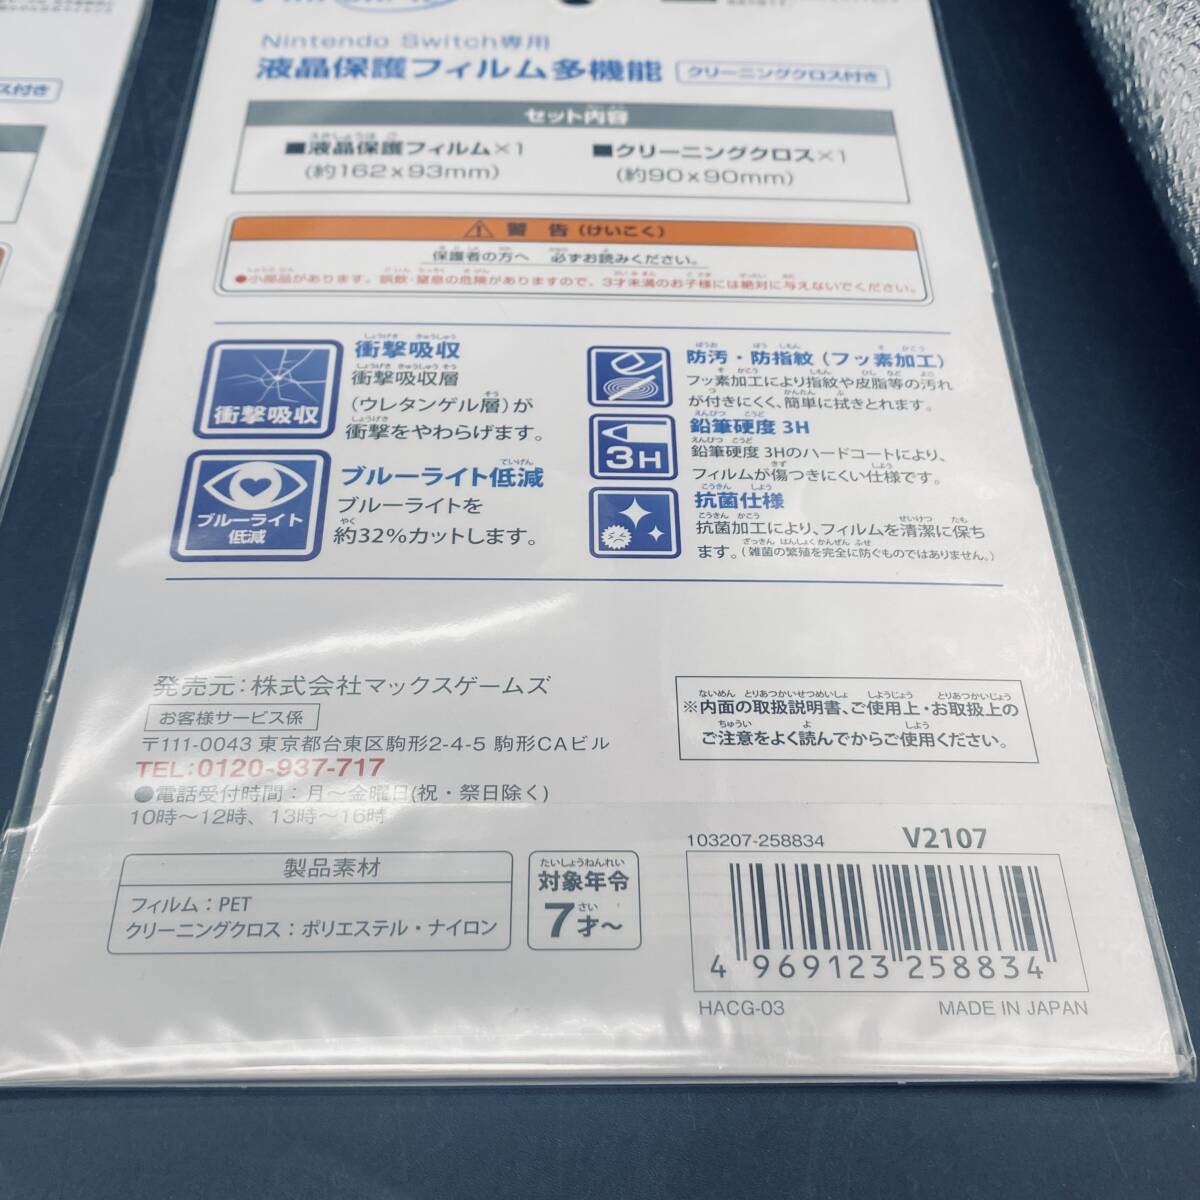 Nintendo Switch専用
液晶保護フィルム多機能
クリーニングクロス付き
ス付き
セット内容
■液晶保護フィルム×1
(約162×93mm)
■クリーニングクロス×1
(約90×90mm)
⚠ 警告(けいこく)
保護者の方へ 必ずお読みください。
●小部品があります。誤飲・窒息の危険がありますので、3才未満のお子様には絶対に与えないでください。
衝撃吸収
衝撃吸収
衝撃吸収層
(ウレタンゲル層)が
衝撃をやわらげます。
ブルーライト
低減
ブルーライト低減
ブルーライトを
約32%カットします。
防汚・防指紋(フッ素加工)
フッ素加工により指紋や皮脂等の汚れ
が付きにくく、簡単に拭きとれます。
3H
鉛筆硬度 3H
鉛筆硬度 3Hのハードコートにより、
フィルムが傷つきにくい仕様です。
抗菌仕様
抗菌加工により、フィルムを清潔に保ち
ます。(雑菌の繁殖を完全に防ぐものではありません。)
発売元:株式会社マックスゲームズ
お客様サービス係
〒111-0043 東京都台東区駒形2-4-5 駒形CAビル
TEL:0120-937-717
●電話受付時間:月〜金曜日(祝・祭日除く)
10時〜12時、13時〜16時
※内面の取扱説明書、ご使用上・お取扱上の
ご注意をよく読んでからご使用ください。
製品素材
フィルム:PET
クリーニングクロス:ポリエステル・ナイロン
たいしょうねんれい
対象年令
さい
7才〜
103207-258834 V2107
4 969123 258834
HACG-03 MADE IN JAPAN